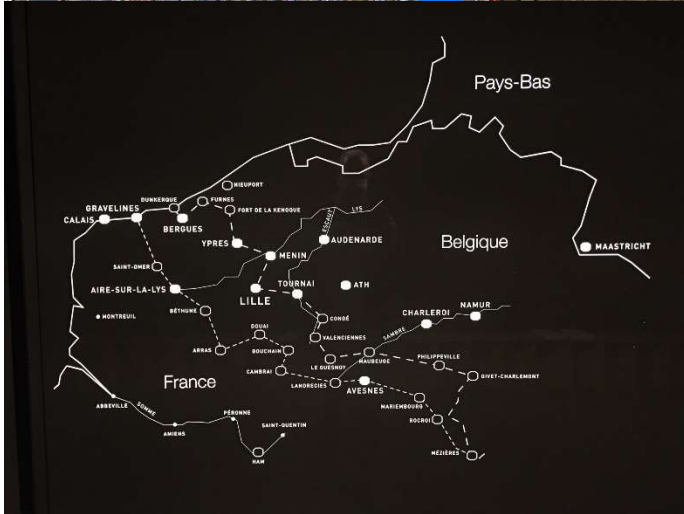 Pays-Bas
NIEUPORT
DUNKERQUE
FURNES
GRAVELINES
FORT DE LA KENOQUE
LYS
CALAIS
BERGUES
ESCAUT
YPRES
AUDENARDE
Belgique
MAASTRICHT
MENIN
SAINT-OMER
AIRE-SUR-LA-LYS
TOURNAI
ATH
LILLE
NAMUR
CHARLEROI
MONTREUIL
BÉTHUNE
CONDÉ
SAMBRE
DOUAI
VALENCIENNES
ARRAS
BOUCHAIN
MAUBEUGE
LE QUESNOY
PHILIPPEVILLE
CAMBRAI
GIVET-CHARLEMONT
France
LANDRECIES
AVESNES
ABBEVILLE
SOMME
MARIEMBOURG
PÉRONNE
ROCROI
AMIENS
SAINT-QUENTIN
HAM
MÉZIÈRES